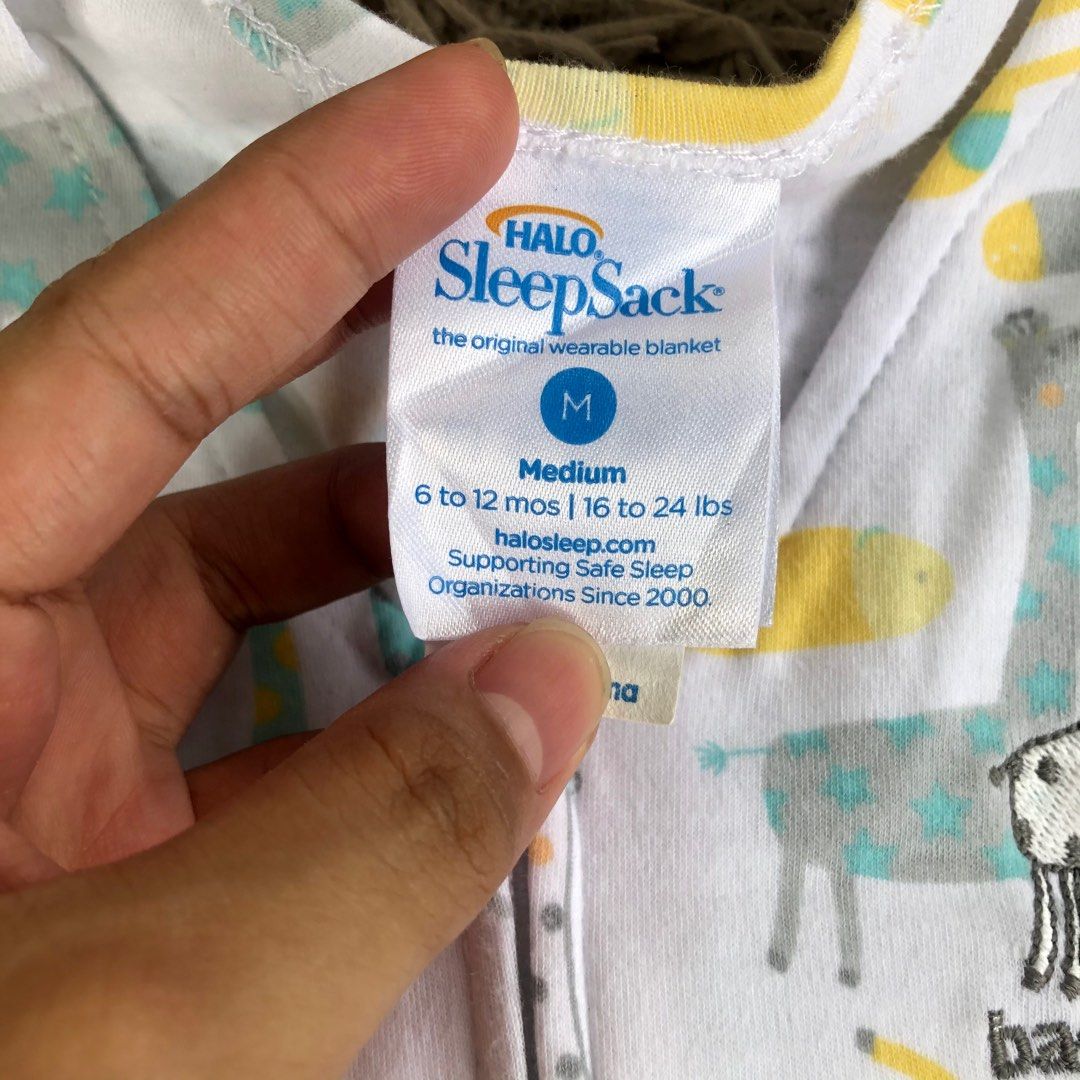 HALO®
SleepSack®
the original wearable blanket
M
Medium
6 to 12 mos | 16 to 24 lbs
halosleep.com
Supporting Safe Sleep
Organizations Since 2000.